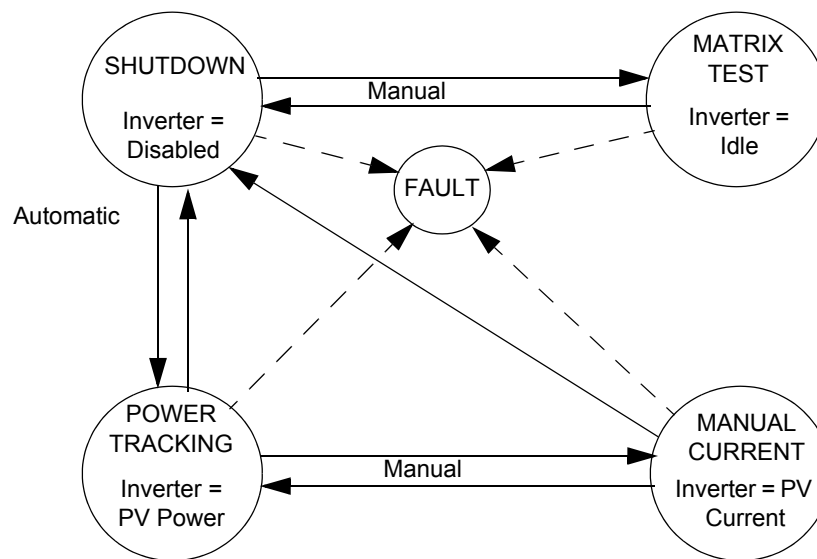 SHUTDOWN
Inverter =
Disabled
MATRIX
TEST
Inverter =
Idle
Manual
FAULT
Automatic
POWER
TRACKING
Inverter =
PV Power
Manual
MANUAL
CURRENT
Inverter = PV
Current